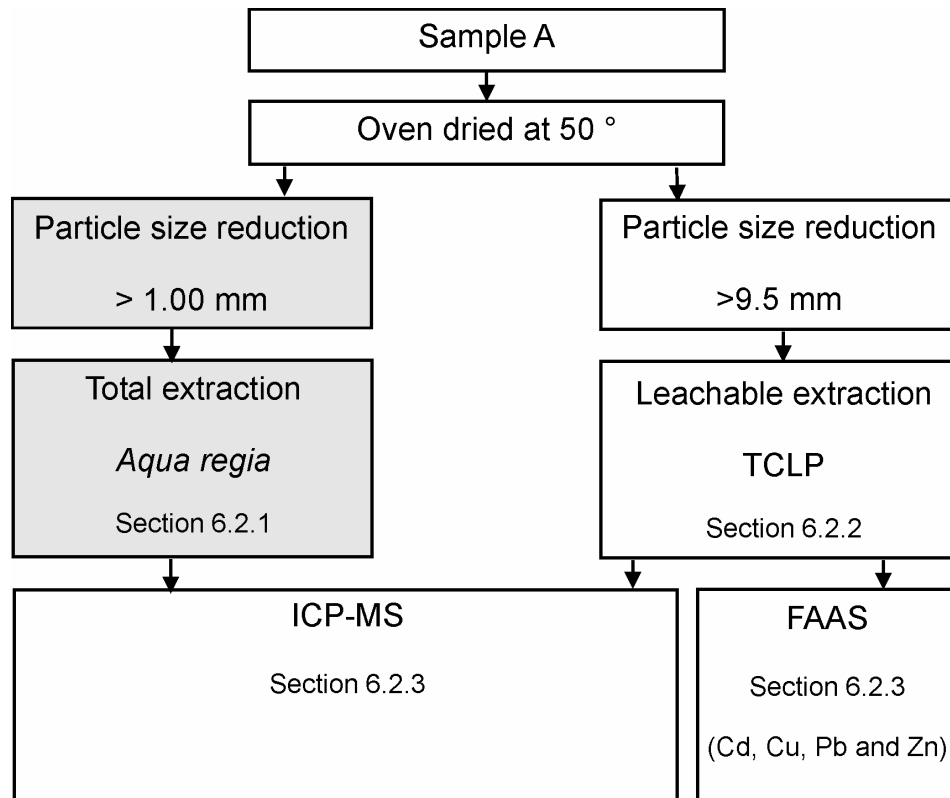 Sample A
Oven dried at 50 °
Particle size reduction
> 1.00 mm
Particle size reduction
>9.5 mm
Total extraction
Aqua regia
Section 6.2.1
Leachable extraction
TCLP
Section 6.2.2
ICP-MS
Section 6.2.3
FAAS
Section 6.2.3
(Cd, Cu, Pb and Zn)